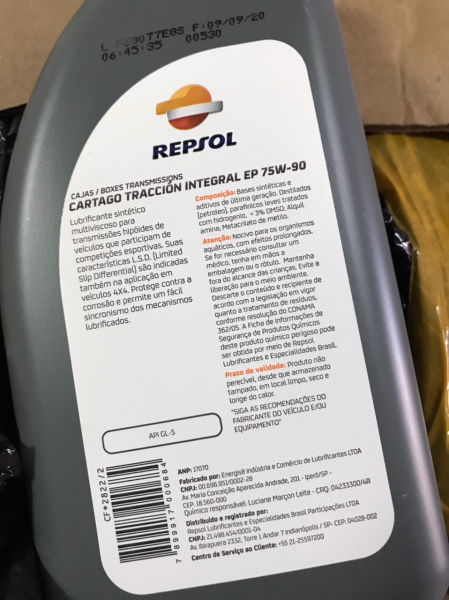 F:09/09/20
06:45:35 00530
REPSOL
CAJAS / BOXES TRANSMISSIONS
CARTAGO TRACCIÓN INTEGRAL EP 75W-90
Lubrificante sintético
multiviscoso para
transmissões hipóides de
veículos que participam de
competições esportivas. Suas
características L.S.D. (Limited
Slip Differential) são indicadas
também na aplicação em
veículos 4X4. Protege contra a
corrosão e permite um fácil
sincronismo dos mecanismos
lubrificados.
Composição: Bases sintéticas e
aditivos de última geração. Destilados
(petroleo), parafínicos leves tratados
com hidrogenio, < 3% DMSO, Alquil
amina; Metacrilato de metilo.
Atenção: Nocivo para os organismos
aquáticos, com efeitos prolongados.
Se for necessário consultar um
médico, tenha em mãos a
embalagem ou o rótulo. Mantenha
fora do alcance das crianças. Evite a
liberação para o meio ambiente.
Descarte o conteúdo e recipiente de
acordo com a legislação em vigor
quanto a tratamento de resíduos,
conforme resolução do CONAMA
362/05. A Ficha de Informações de
Segurança de Produtos Químicos
deste produto químico perigoso pode
ser obtida por meio de Repsol
Lubrificantes e Especialidades Brasil.
Prazo de validade: Produto não
perecível, desde que armazenado
tampado, em local limpo, seco e
longe do calor.
"SIGA AS RECOMENDAÇÕES DO
FABRICANTE DO VEÍCULO E/OU
EQUIPAMENTO"
API GL-5
CF*2822/2
7899917000684
ANP: 17070
Fabricado por: Energis8 Indústria e Comércio de Lubrificantes LTDA
CNPJ: 00.696.951/0002-28
Av. Maria Conceição Aparecida Andrade, 201 - Iperó/SP -
CEP: 18.560-000
Químico responsável: Luciane Marçon Leite - CRQ. 04233300/4R
Distribuído e registrado por:
Repsol Lubrificantes e Especialidades Brasil Participações LTDA
CNPJ: 21.498.454/0001-04
Av. Ibirapuera 2332, Torre 1 Andar 7 Indianópolis / SP- CEP: 04028-002
Centro de Serviço ao Cliente: +55 21-25597200